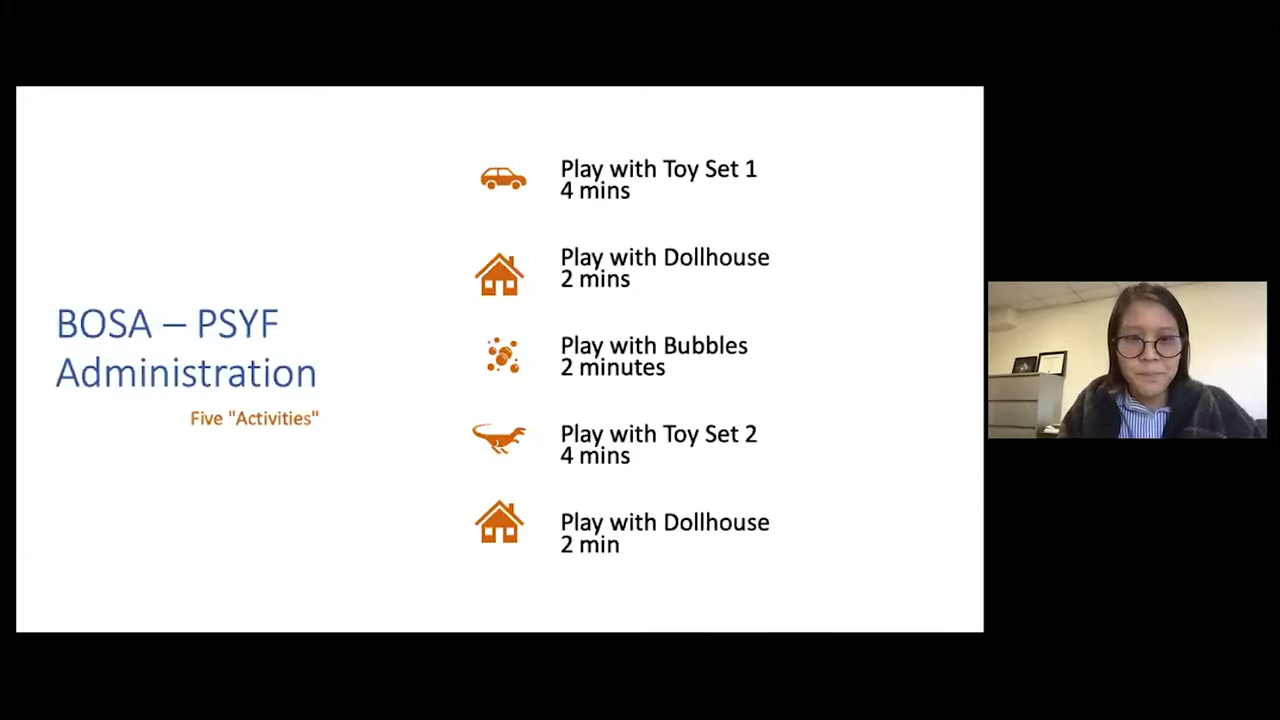 BOSA – PSYF
Administration
Five "Activities"
Play with Toy Set 1
4 mins
Play with Dollhouse
2 mins
Play with Bubbles
2 minutes
Play with Toy Set 2
4 mins
Play with Dollhouse
2 min